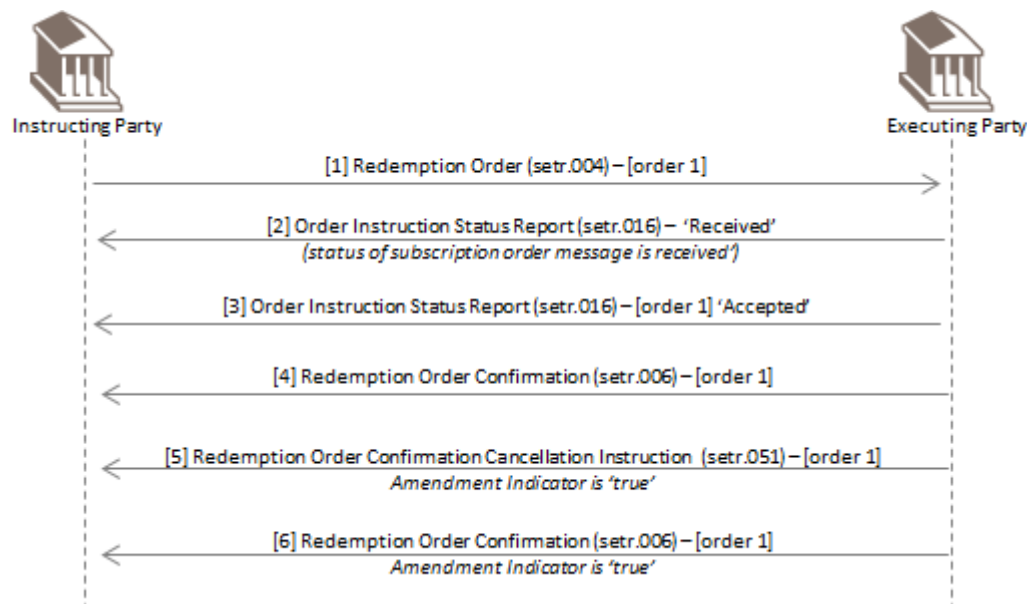 Instructing Party
Executing Party
[1] Redemption Order (setr.004) – [order 1]
[2] Order Instruction Status Report (setr.016) – ‘Received’
(status of subscription order message is received’)
[3] Order Instruction Status Report (setr.016) – [order 1] ‘Accepted’
[4] Redemption Order Confirmation (setr.006) – [order 1]
[5] Redemption Order Confirmation Cancellation Instruction (setr.051) – [order 1]
Amendment Indicator is ‘true’
[6] Redemption Order Confirmation (setr.006) – [order 1]
Amendment Indicator is ‘true’